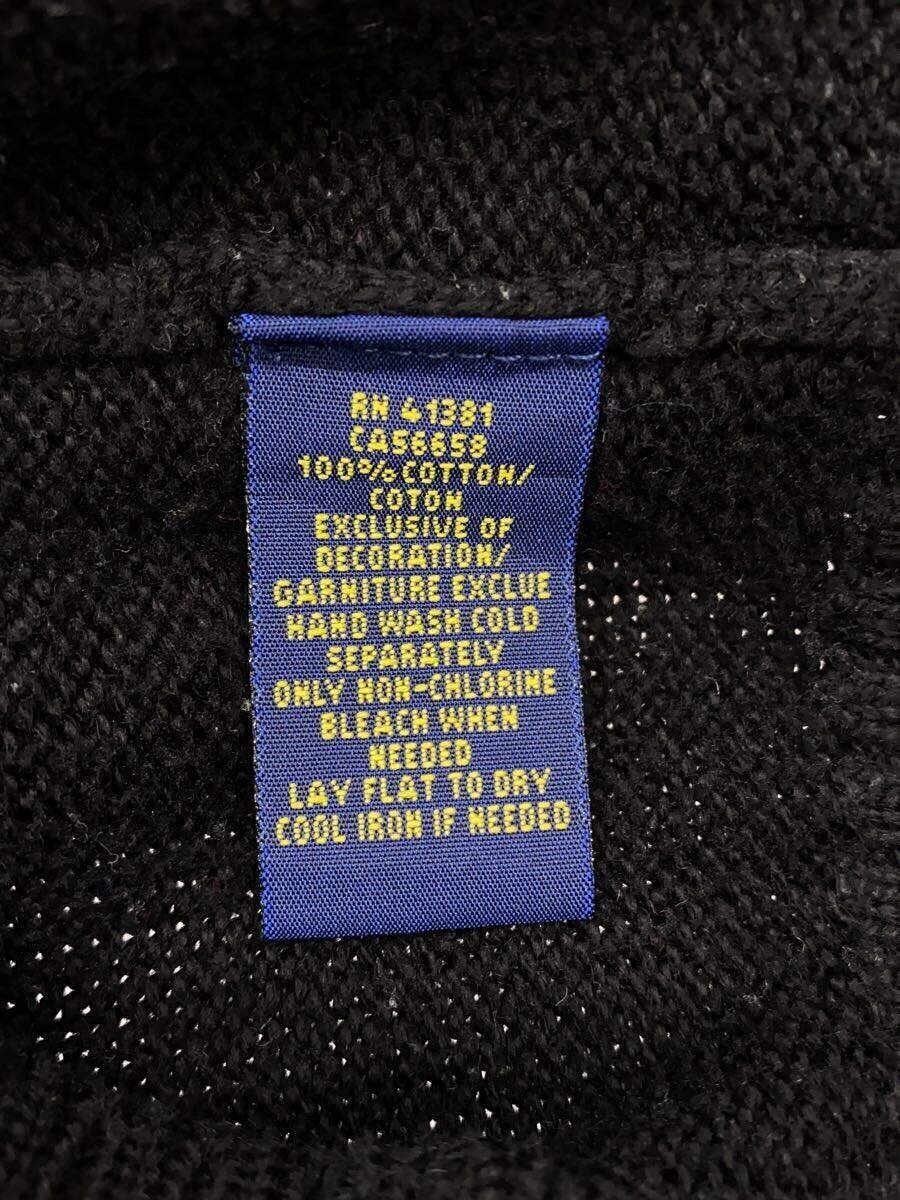 RN 41381
CA56658
100% COTTON/
COTON
EXCLUSIVE OF
DECORATION/
GARNITURE EXCLUE
HAND WASH COLD
SEPARATELY
ONLY NON-CHLORINE
BLEACH WHEN
NEEDED
LAY FLAT TO DRY
COOL IRON IF NEEDED